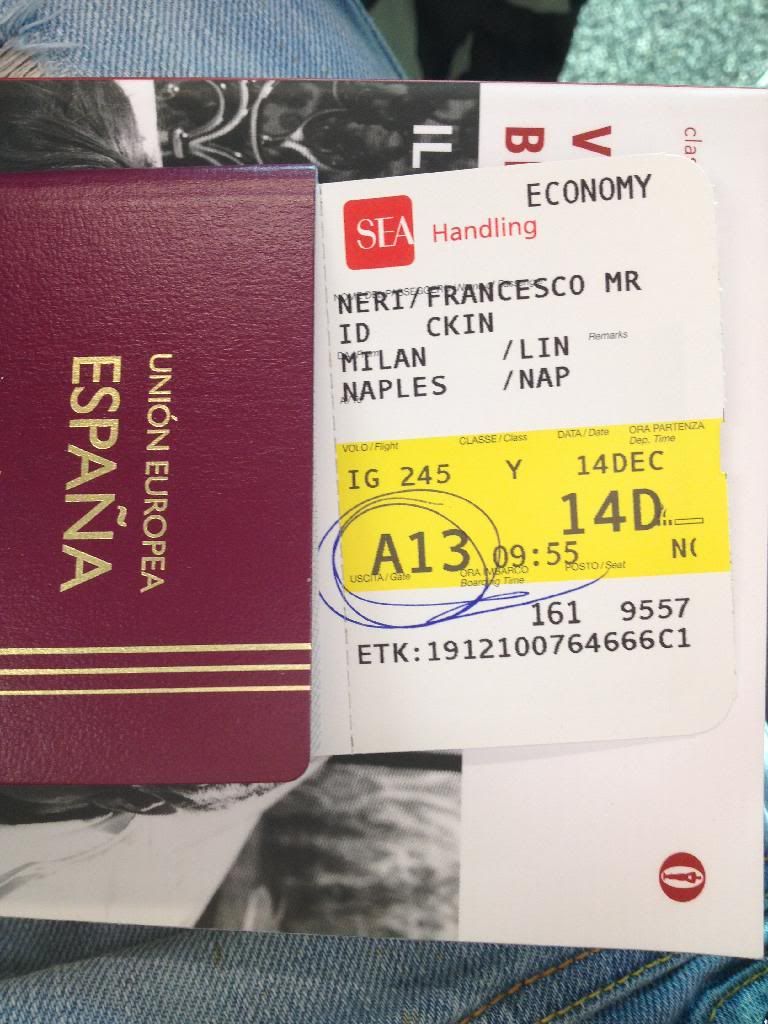 UNIÓN EUROPEA
ESPAÑA
IL
V
cla
ECONOMY
SEA Handling
NERI/FRANCESCO MR
ID CKIN
Remarks
MILAN /LIN
NAPLES /NAP
VOLO / Flight CLASSE / Class DATA / Date ORA PARTENZA
Dep. Time
IG 245 Y 14DEC
A13 09:55 14D
USCITA / Gate ORA IMBARCO POSTO / Seat
Boarding Time
161 9557
ETK:1912100764666C1